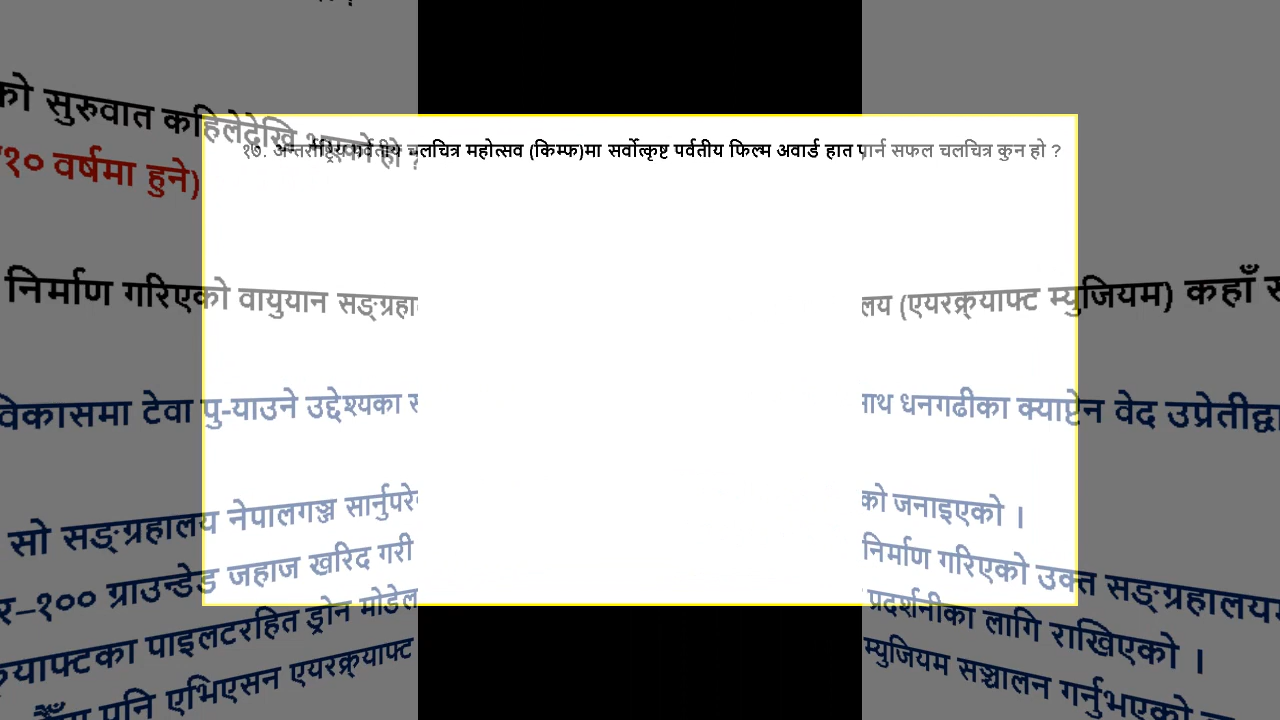 को सुरुवात कहिलेदेखि भएको हो ?
१७. अन्तर्राष्ट्रिय पर्वतीय चलचित्र महोत्सव (किम्फ)मा सर्वोत्कृष्ट पर्वतीय फिल्म अवार्ड हात पार्न सफल चलचित्र कुन हो ?
१० वर्षमा हुने)
निर्माण गरिएको वायुयान सङ्ग्रहालय (एयरक्र्याफ्ट म्युजियम) कहाँ
विकासमा टेवा पु-याउने उद्देश्यका धनगढीका क्याप्टेन वेद उप्रेतीद्वा
सो सङ्ग्रहालय नेपालगञ्ज सार्नुपरे को जनाइएको ।
र–१०० ग्राउन्डेड जहाज खरिद गरी निर्माण गरिएको उक्त सङ्ग्रहालयम
क्र्याफ्टका पाइलटरहित ड्रोन मोडेल प्रदर्शनीका लागि राखिएको ।
पनि एभिएसन एयरक्र्याफ्ट म्युजियम सञ्चालन गर्नुभएको